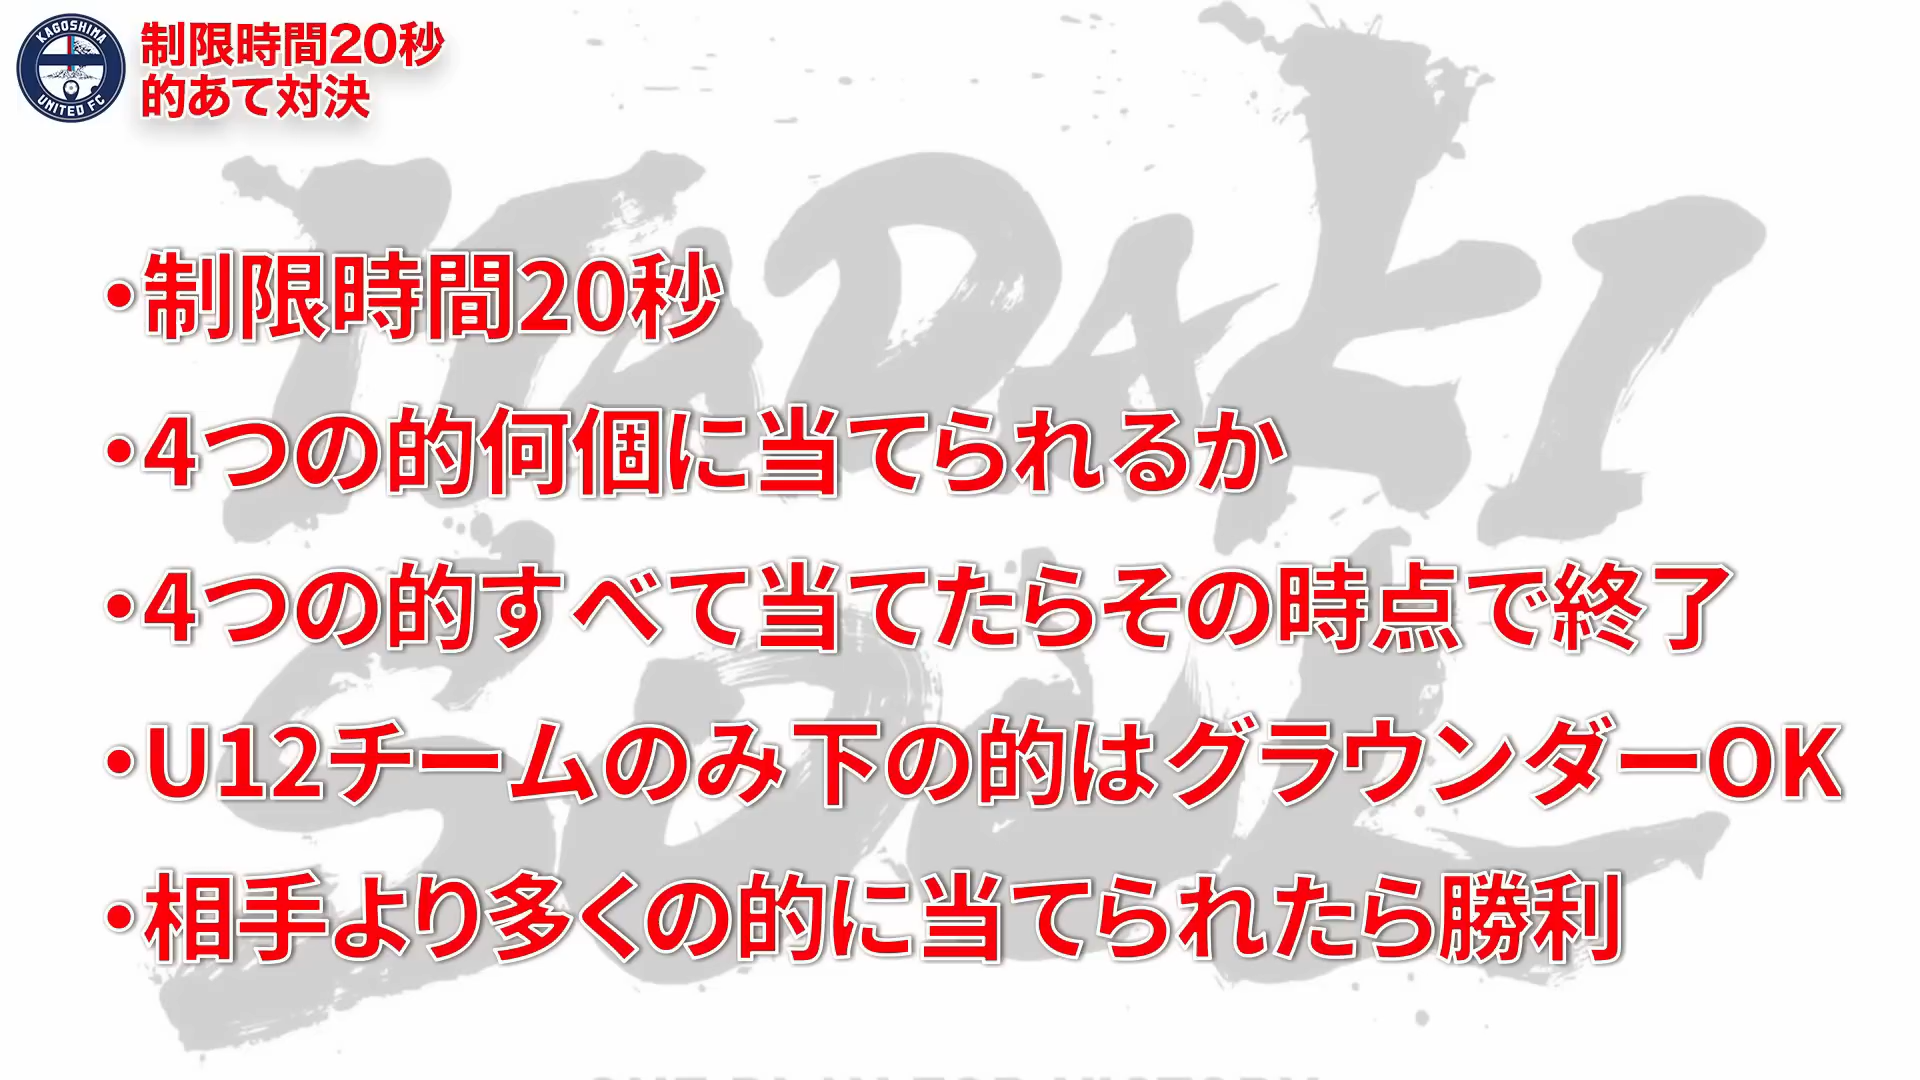 KAGOSHIMA
UNITED FC
制限時間20秒
的あて対決
ITADAKI
SOUL
・制限時間20秒
・4つの的何個に当てられるか
・4つの的すべて当てたらその時点で終了
・U12チームのみ下の的はグラウンダーOK
・相手より多くの的に当てられたら勝利